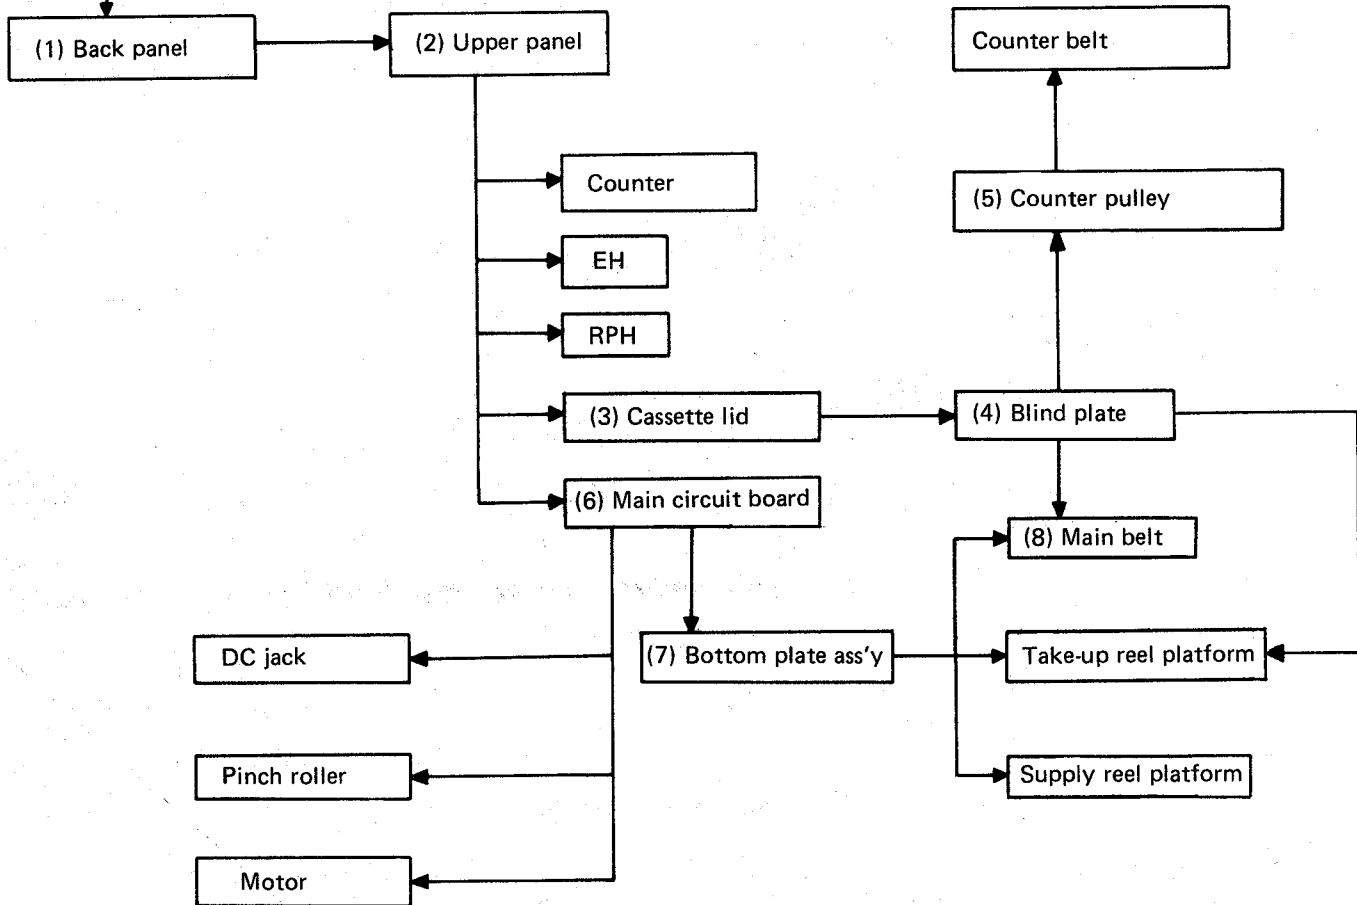 (1) Back panel
(2) Upper panel
Counter belt
Counter
(5) Counter pulley
EH
RPH
(3) Cassette lid
(4) Blind plate
(6) Main circuit board
(8) Main belt
DC jack
(7) Bottom plate ass'y
Take-up reel platform
Pinch roller
Supply reel platform
Motor